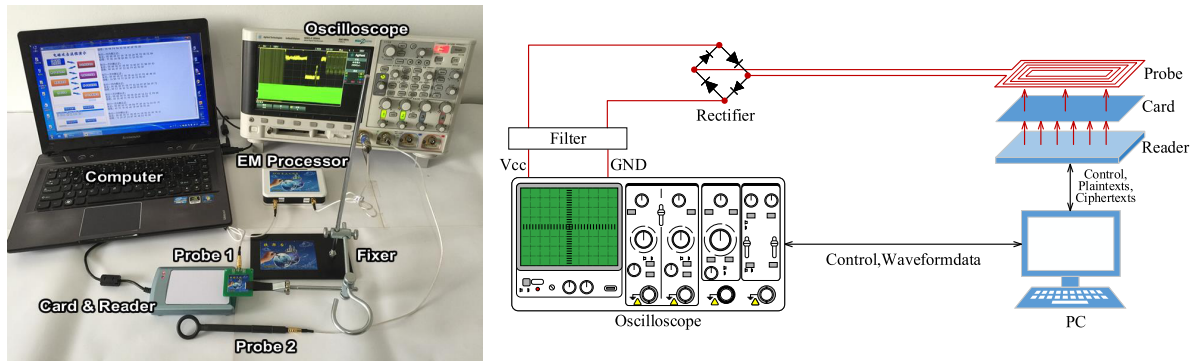 Oscilloscope
EM Processor
Computer
Probe 1
Fixer
Card & Reader
Probe 2
Rectifier
Filter
Vcc
GND
Oscilloscope
Control,Waveformdata
Probe
Card
Reader
Control,
Plaintexts,
Ciphertexts
PC